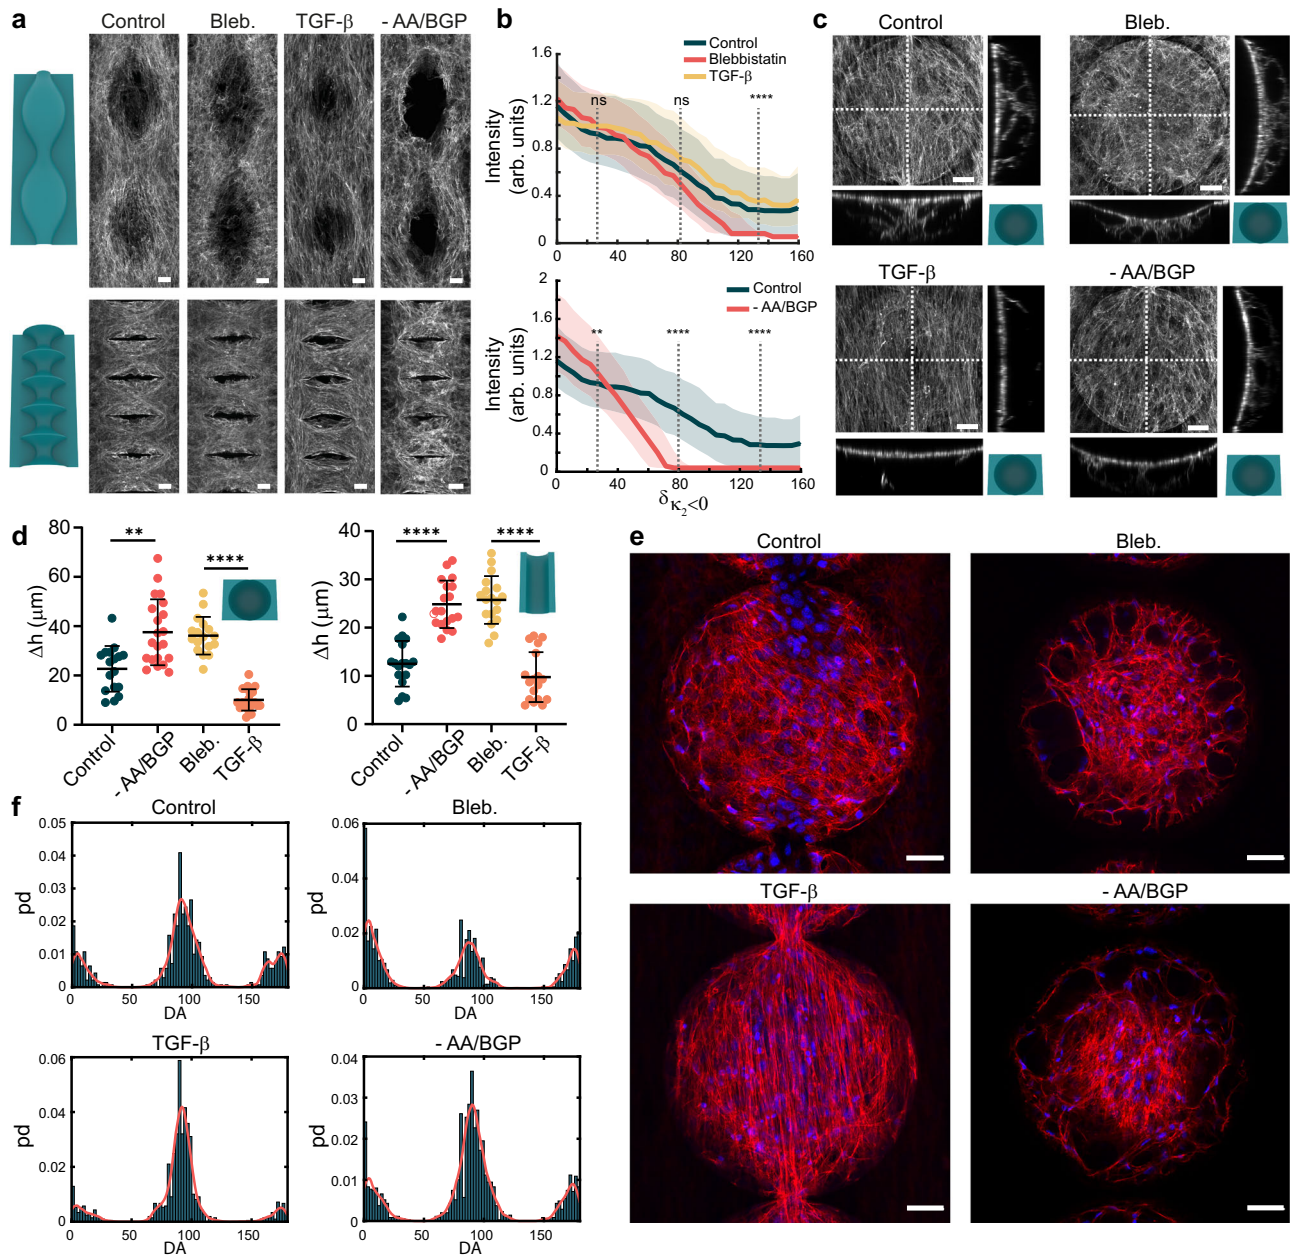 a
Control
Bleb.
TGF-β
- AA/BGP
b
Intensity
(arb. units)
1.6
1.2
0.8
0.4
0
Control
Blebbistatin
TGF-β
ns
ns
****
0
40
80
120
160
Intensity
(arb. units)
2
1.6
1.2
0.8
0.4
0
Control
- AA/BGP
**
****
****
0
40
80
120
160
δκ₂<0
c
Control
Bleb.
TGF-β
- AA/BGP
d
Δh (μm)
80
60
40
20
0
**
****
Control
- AA/BGP
Bleb.
TGF-β
Δh (μm)
40
30
20
10
0
****
****
Control
- AA/BGP
Bleb.
TGF-β
e
Control
Bleb.
TGF-β
- AA/BGP
f
Control
pd
0.05
0.04
0.03
0.02
0.01
0
0
50
100
150
DA
Bleb.
0.06
0.04
0.02
0
0
50
100
150
DA
TGF-β
pd
0.06
0.04
0.02
0
0
50
100
150
DA
- AA/BGP
0.04
0.03
0.02
0.01
0
0
50
100
150
DA